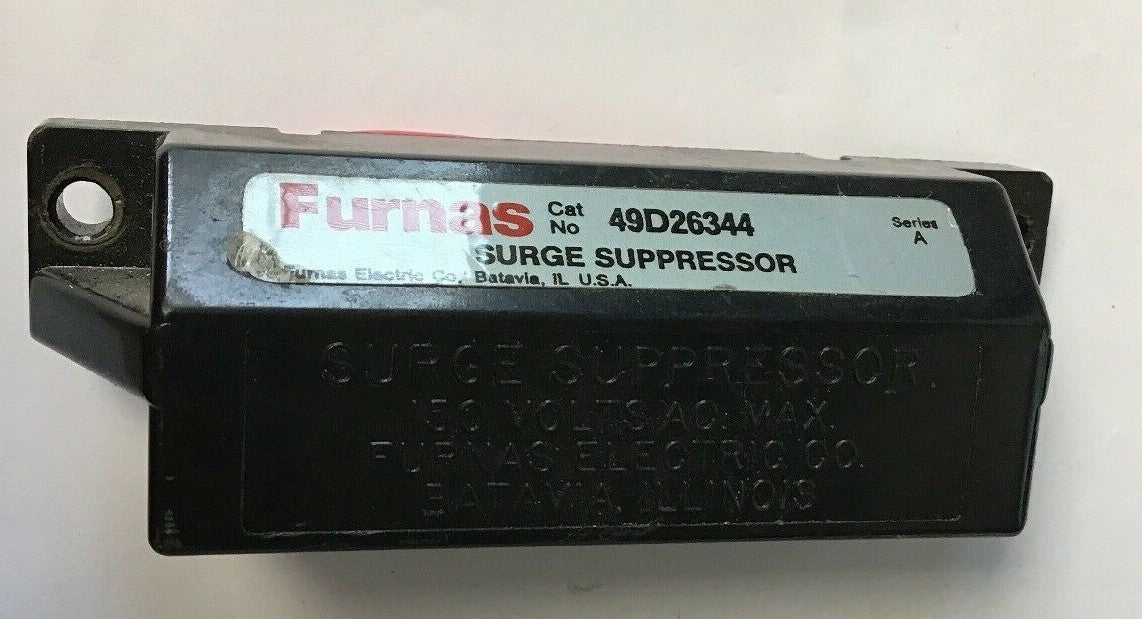 Furnas Cat No 49D26344 Series A
SURGE SUPPRESSOR
Furnas Electric Co. Batavia, IL U.S.A.
SURGE SUPPRESSOR.
150 VOLTS AC. MAX.
FURNAS ELECTRIC CO.
BATAVIA, ILLINOIS